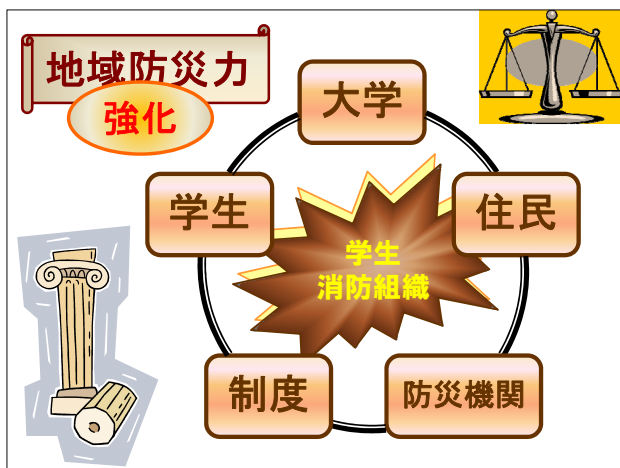 地域防災力
強化
大学
学生
住民
学生
消防組織
制度
防災機関